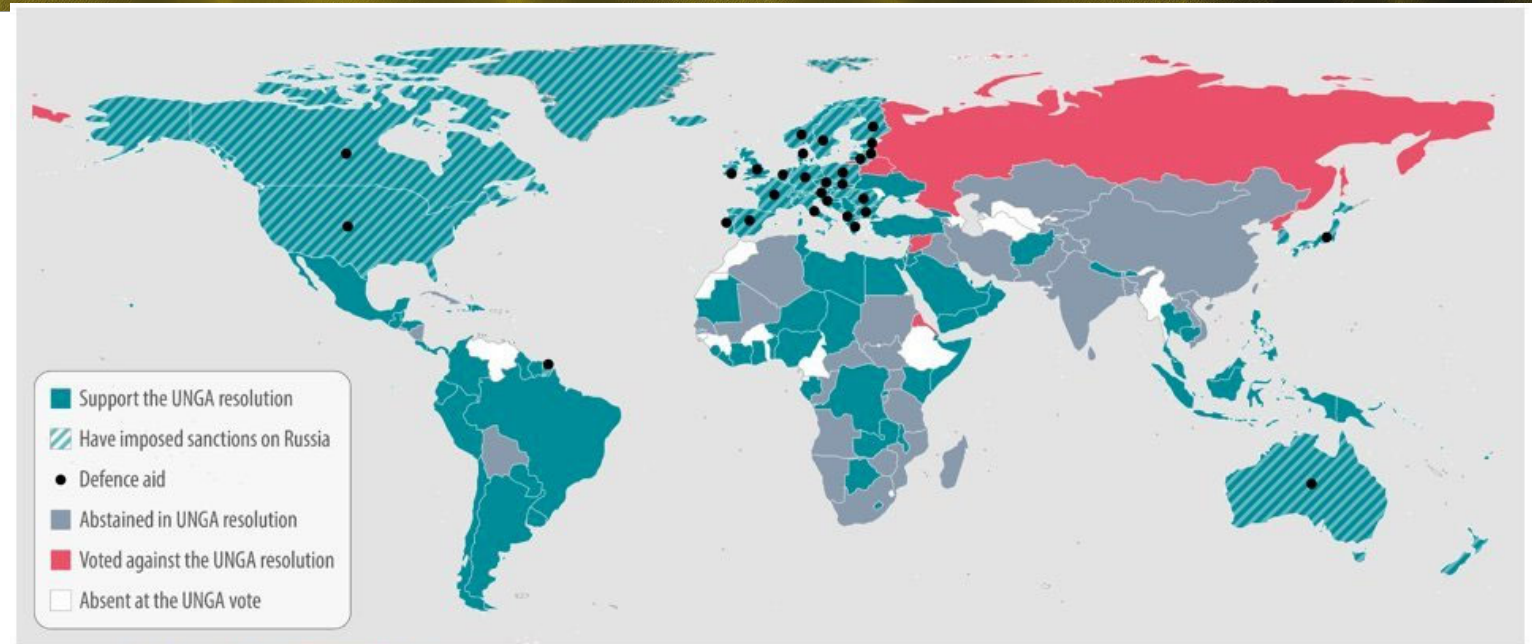 Support the UNGA resolution
Have imposed sanctions on Russia
Defence aid
Abstained in UNGA resolution
Voted against the UNGA resolution
Absent at the UNGA vote